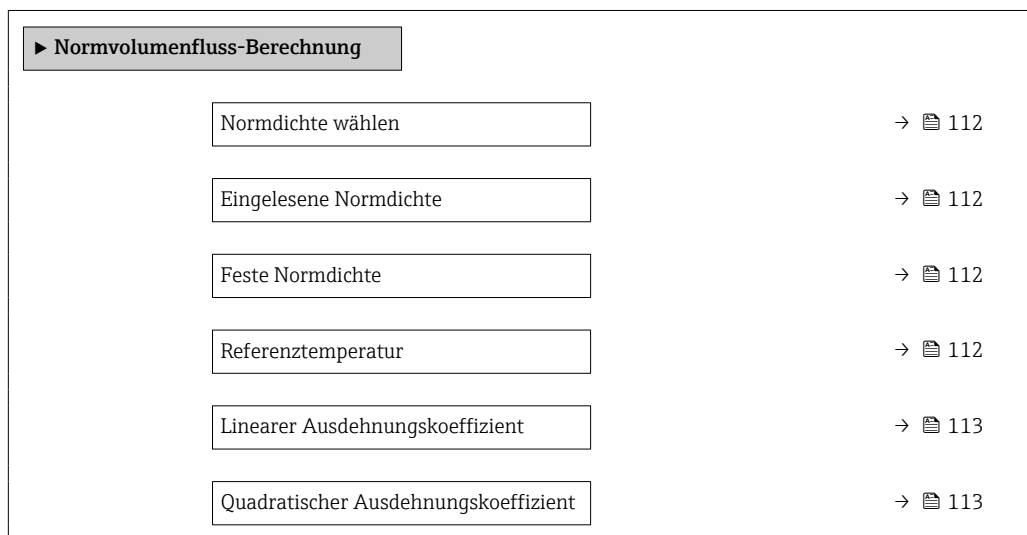 ▶ Normvolumenfluss-Berechnung
Normdichte wählen → 112
Eingelesene Normdichte → 112
Feste Normdichte → 112
Referenztemperatur → 112
Linearer Ausdehnungskoeffizient → 113
Quadratischer Ausdehnungskoeffizient → 113